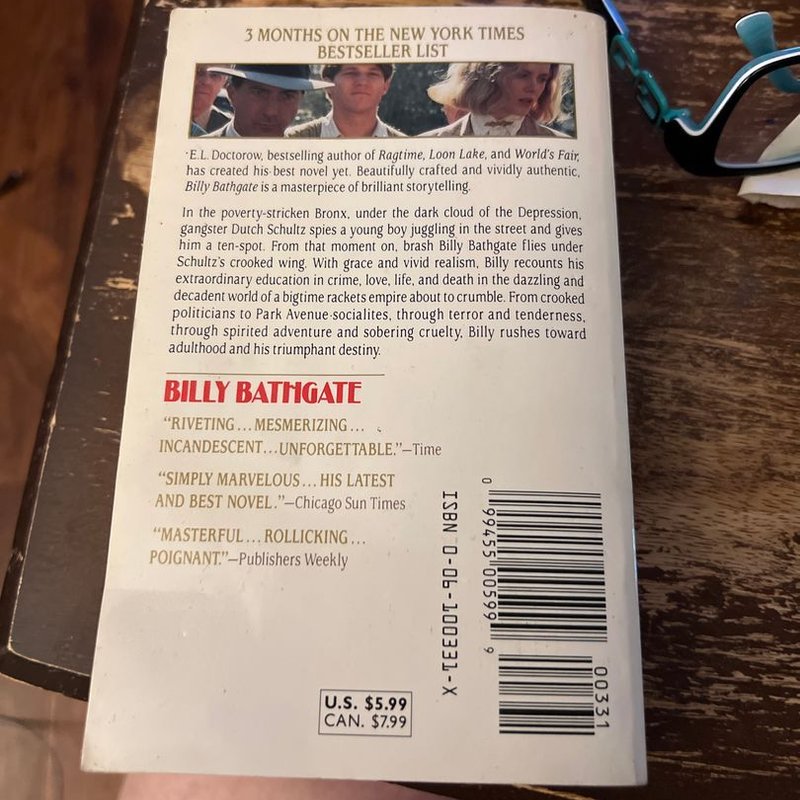 3 MONTHS ON THE NEW YORK TIMES
BESTSELLER LIST
E.L. Doctorow, bestselling author of Ragtime, Loon Lake, and World's Fair,
has created his best novel yet. Beautifully crafted and vividly authentic,
Billy Bathgate is a masterpiece of brilliant storytelling.
In the poverty-stricken Bronx, under the dark cloud of the Depression,
gangster Dutch Schultz spies a young boy juggling in the street and gives
him a ten-spot. From that moment on, brash Billy Bathgate flies under
Schultz's crooked wing. With grace and vivid realism, Billy recounts his
extraordinary education in crime, love, life, and death in the dazzling and
decadent world of a bigtime rackets empire about to crumble. From crooked
politicians to Park Avenue socialites, through terror and tenderness,
through spirited adventure and sobering cruelty, Billy rushes toward
adulthood and his triumphant destiny.
BILLY BATHGATE
"RIVETING...MESMERIZING...
INCANDESCENT...UNFORGETTABLE."—Time
"SIMPLY MARVELOUS...HIS LATEST
AND BEST NOVEL."—Chicago Sun Times
"MASTERFUL...ROLLICKING...
POIGNANT."—Publishers Weekly
ISBN 0-06-100331-X
0 99455 00599 9
00331
U.S. $5.99
CAN. $7.99